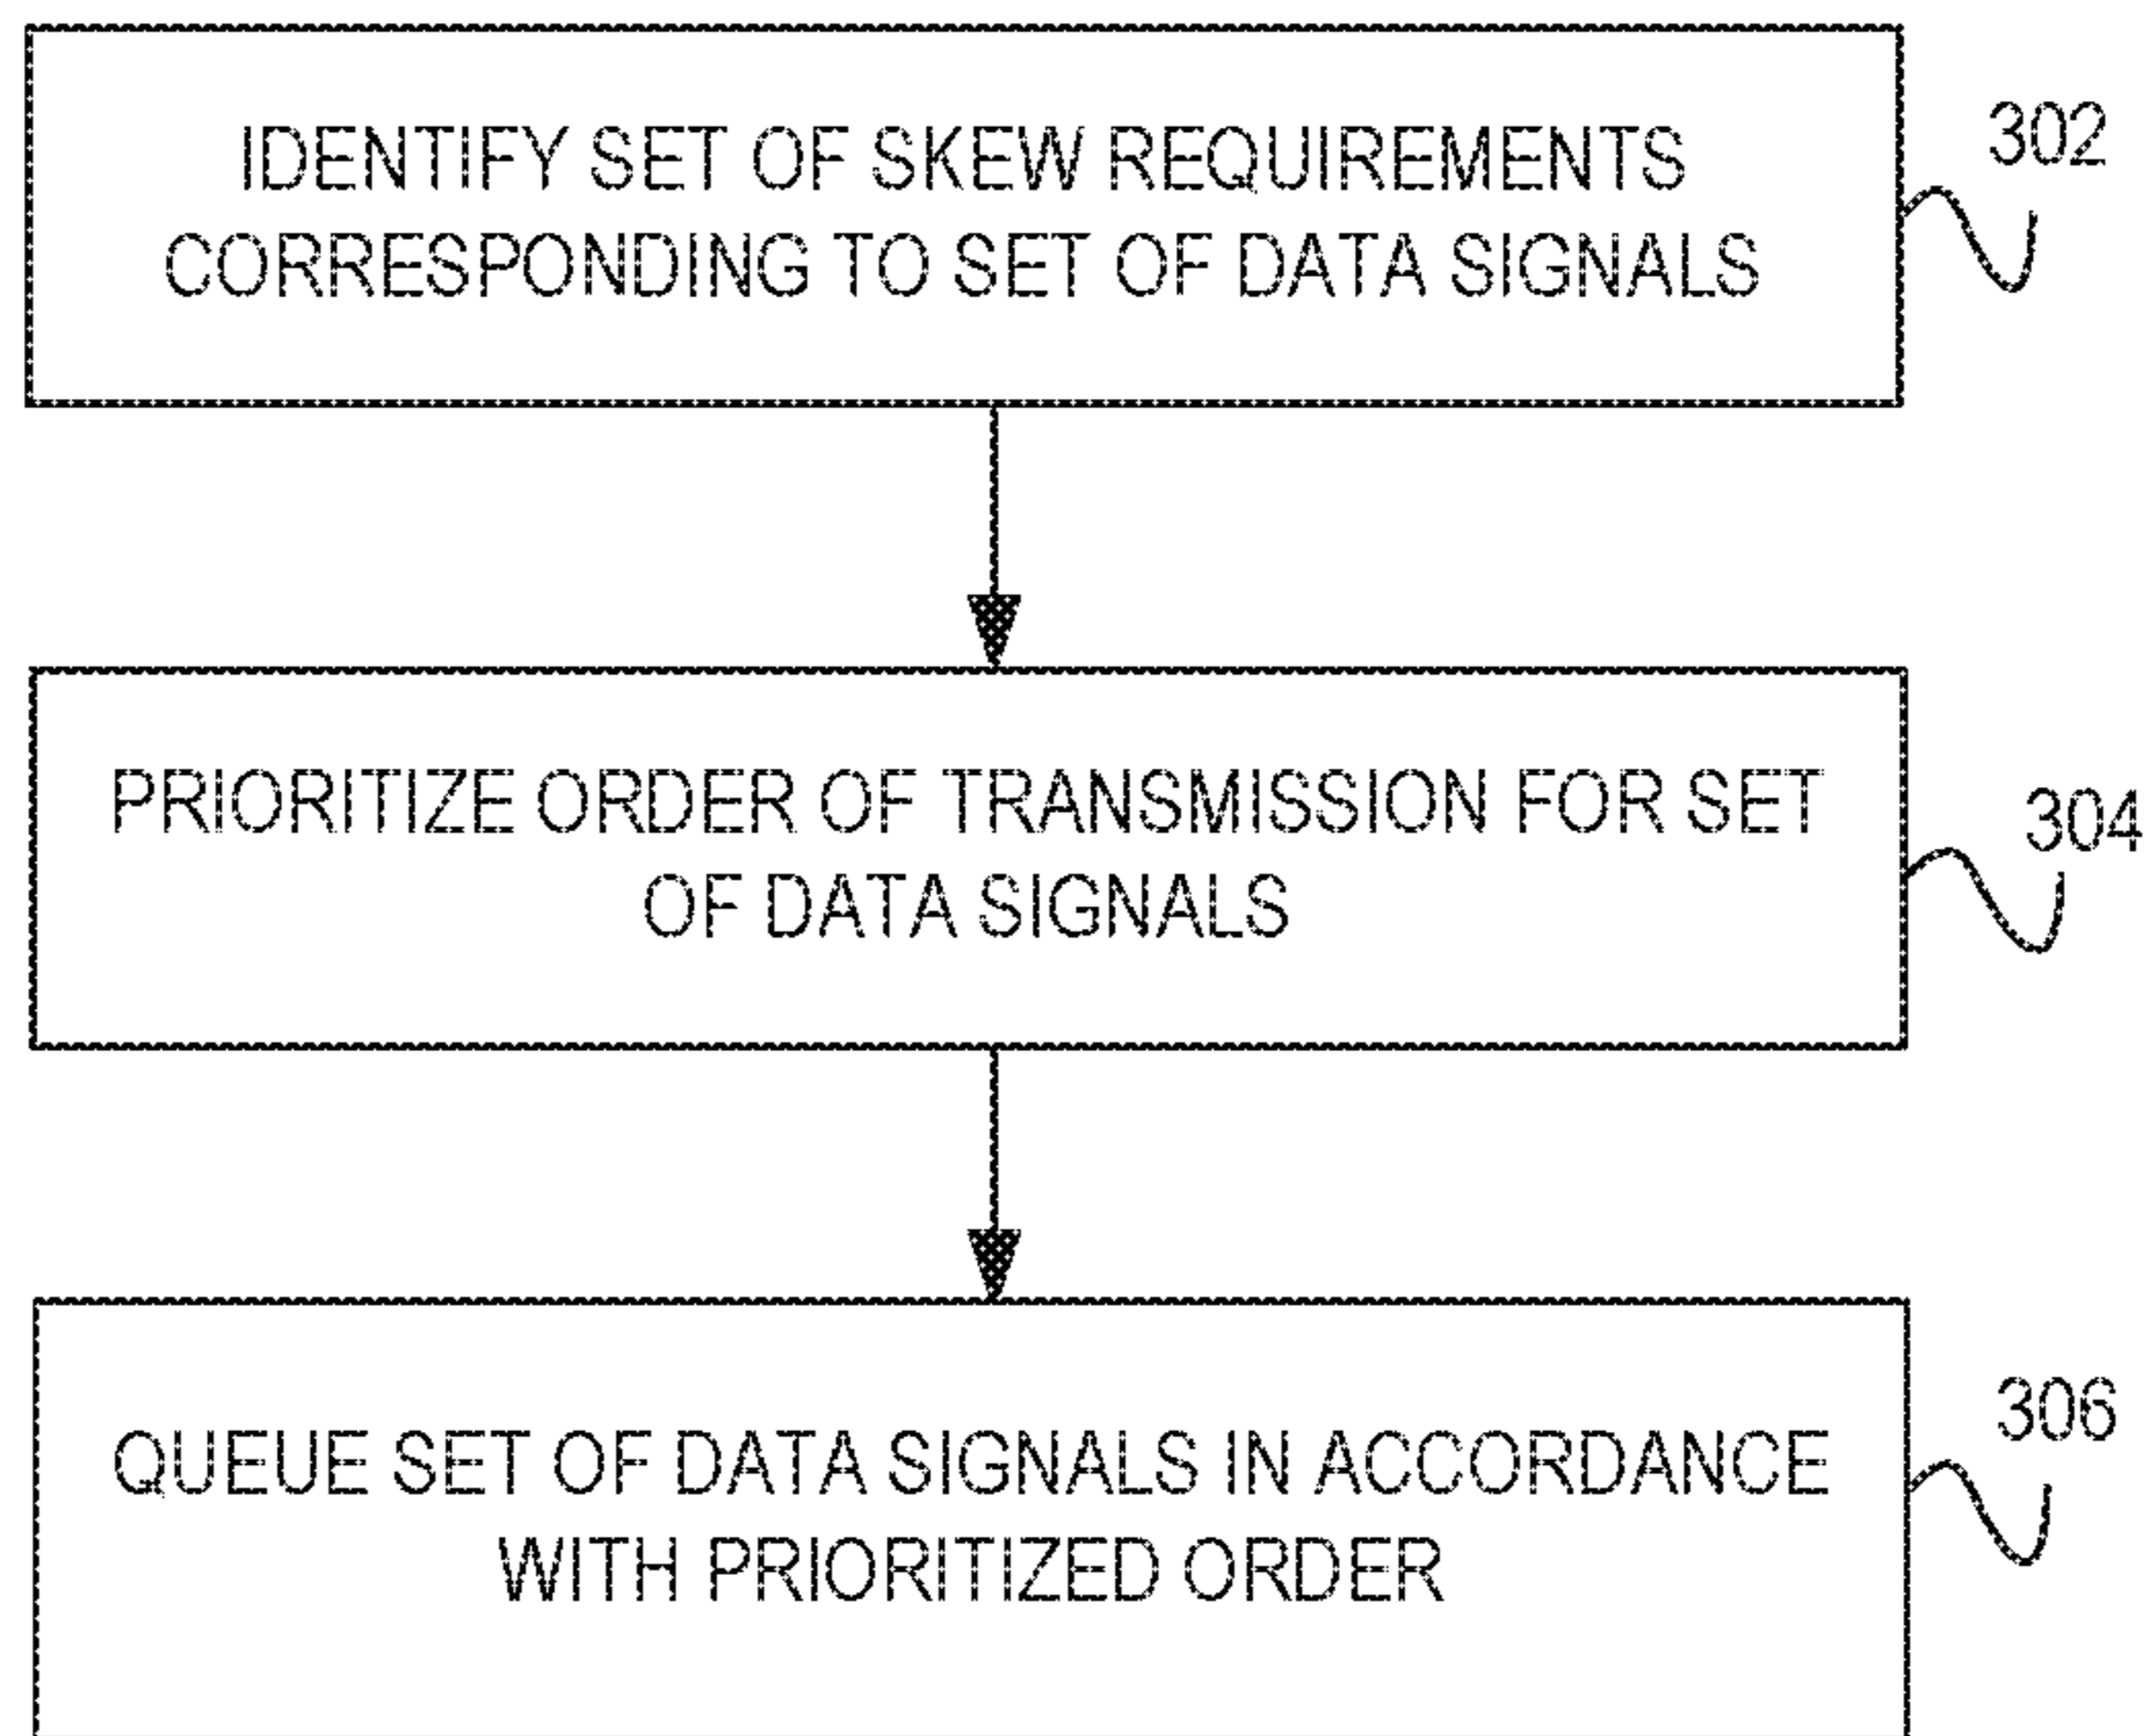 IDENTIFY SET OF SKEW REQUIREMENTS
CORRESPONDING TO SET OF DATA SIGNALS
302
PRIORITIZE ORDER OF TRANSMISSION FOR SET
OF DATA SIGNALS
304
QUEUE SET OF DATA SIGNALS IN ACCORDANCE
WITH PRIORITIZED ORDER
306